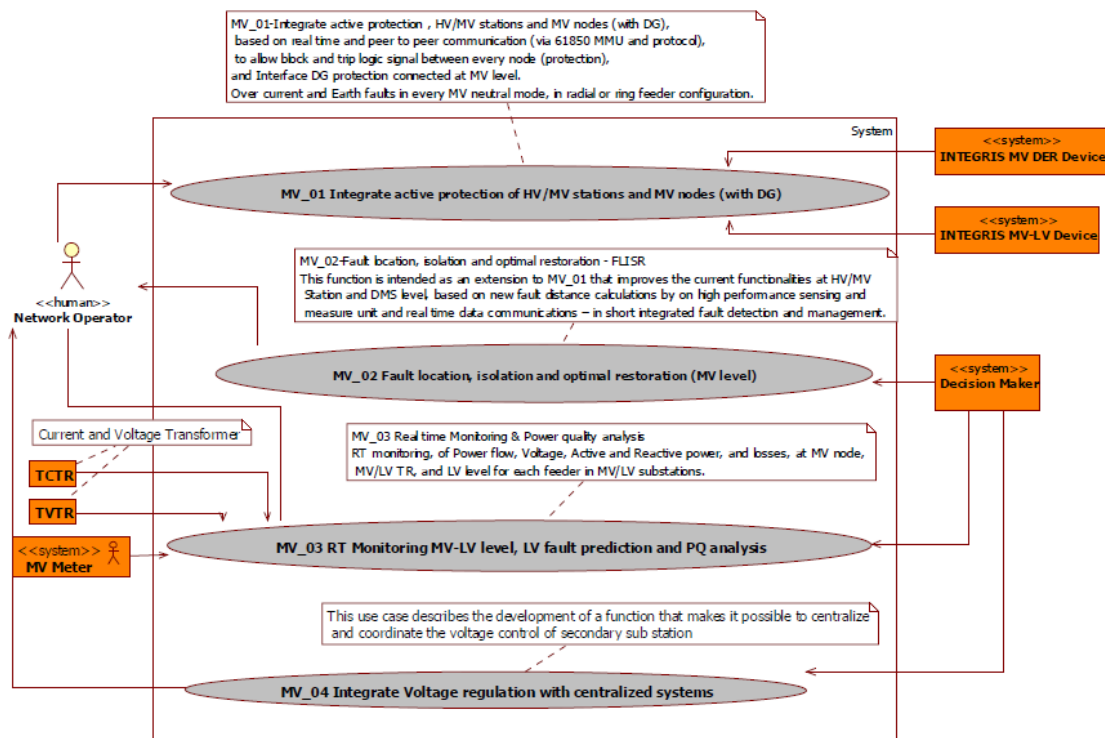 MV_01-Integrate active protection , HV/MV stations and MV nodes (with DG),
based on real time and peer to peer communication (via 61850 MMU and protocol),
to allow block and trip logic signal between every node (protection),
and Interface DG protection connected at MV level.
Over current and Earth faults in every MV neutral mode, in radial or ring feeder configuration.
System
<<system>>
INTEGRIS MV DER Device
MV_01 Integrate active protection of HV/MV stations and MV nodes (with DG)
<<system>>
INTEGRIS MV-LV Device
MV_02-Fault location, isolation and optimal restoration - FLISR
This function is intended as an extension to MV_01 that improves the current functionalities at HV/MV
Station and DMS level, based on new fault distance calculations by on high performance sensing and
measure unit and real time data communications – in short integrated fault detection and management.
<<human>>
Network Operator
MV_02 Fault location, isolation and optimal restoration (MV level)
<<system>>
Decision Maker
Current and Voltage Transformer
MV_03 Real time Monitoring & Power quality analysis
RT monitoring, of Power flow, Voltage, Active and Reactive power, and losses, at MV node,
MV/LV TR, and LV level for each feeder in MV/LV substations.
TCTR
TVTR
<<system>>
MV Meter
MV_03 RT Monitoring MV-LV level, LV fault prediction and PQ analysis
This use case describes the development of a function that makes it possible to centralize
and coordinate the voltage control of secondary sub station
MV_04 Integrate Voltage regulation with centralized systems